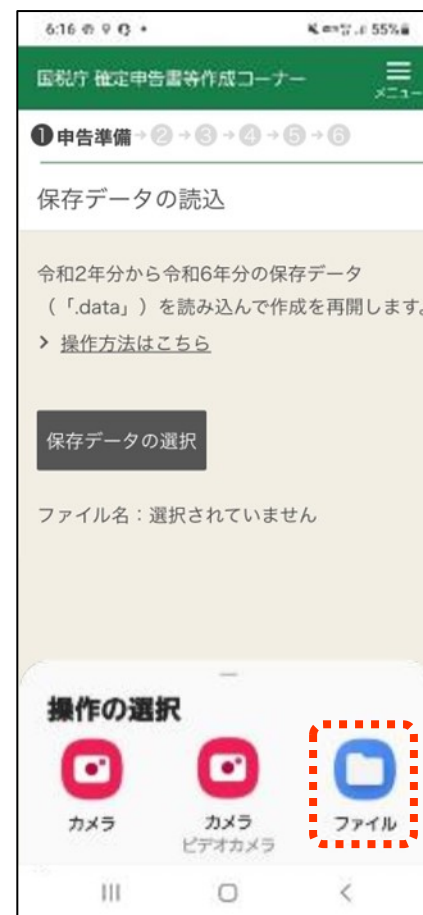 6:16
55%
国税庁 確定申告書等作成コーナー
メニュー
1 申告準備 → 2 → 3 → 4 → 5 → 6
保存データの読込
令和2年分から令和6年分の保存データ
（「.data」）を読み込んで作成を再開します。
> 操作方法はこちら
保存データの選択
ファイル名：選択されていません
操作の選択
カメラ
カメラ
ビデオカメラ
ファイル